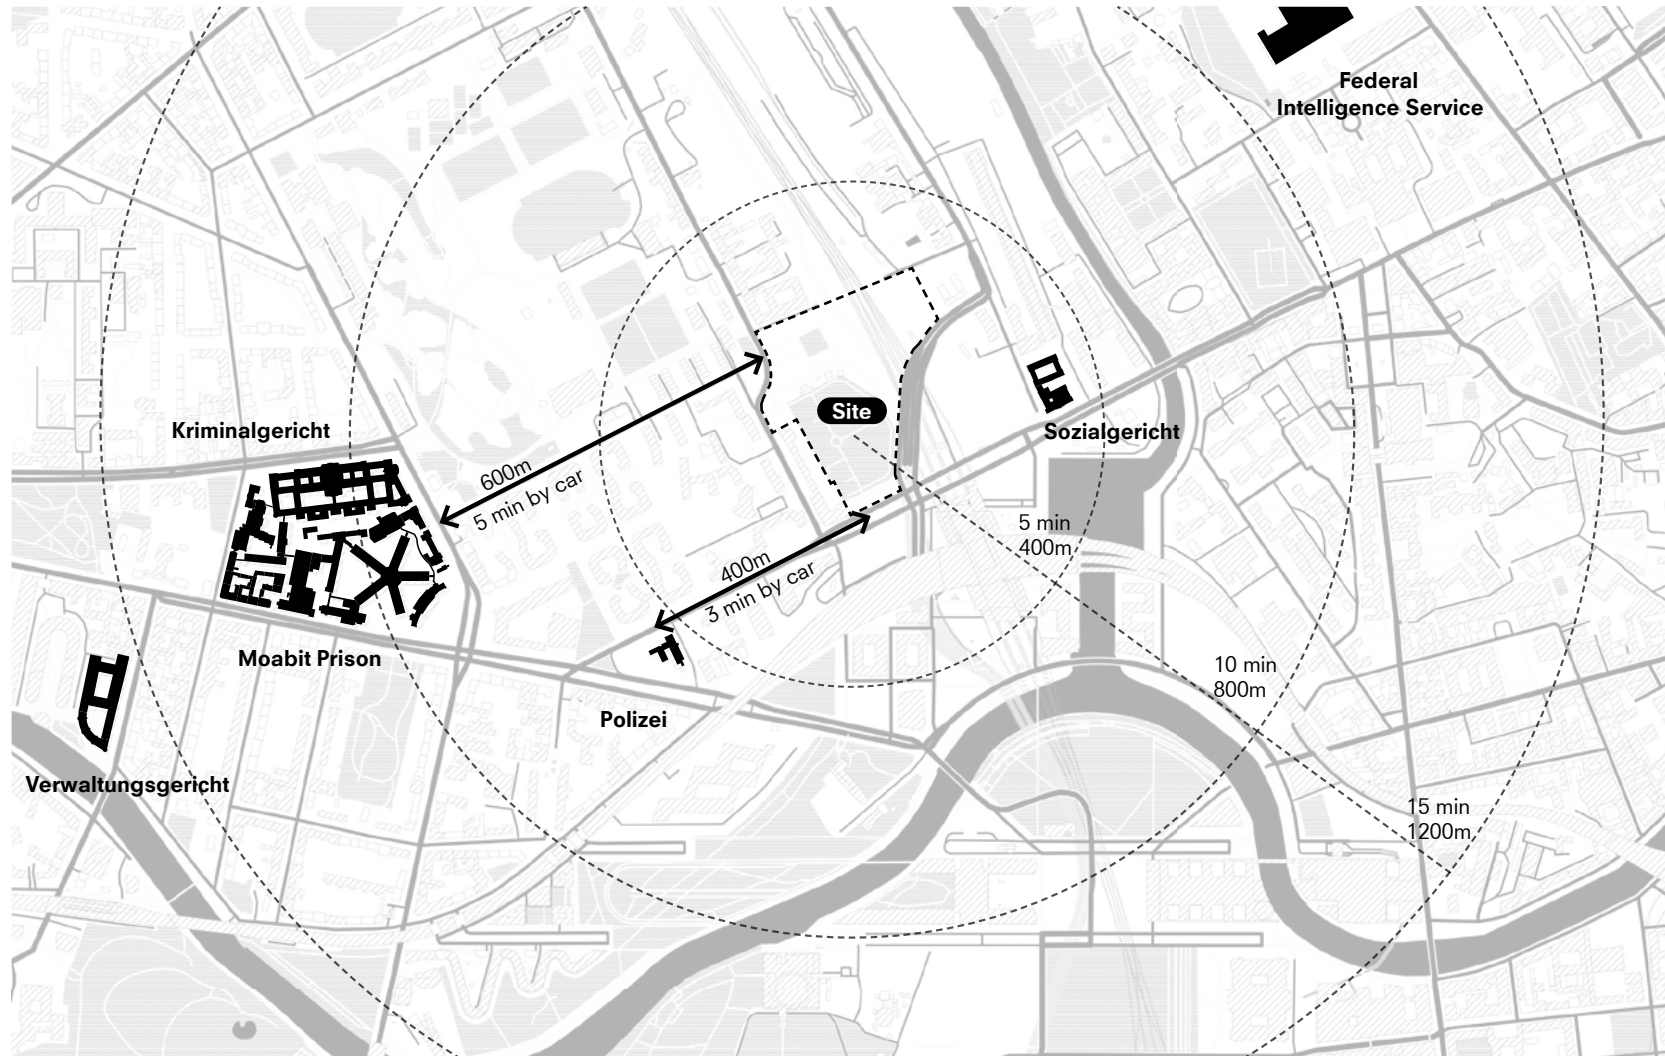 Federal
Intelligence Service
Site
Kriminalgericht
Sozialgericht
600m
5 min by car
5 min
400m
400m
3 min by car
Moabit Prison
10 min
800m
Polizei
Verwaltungsgericht
15 min
1200m